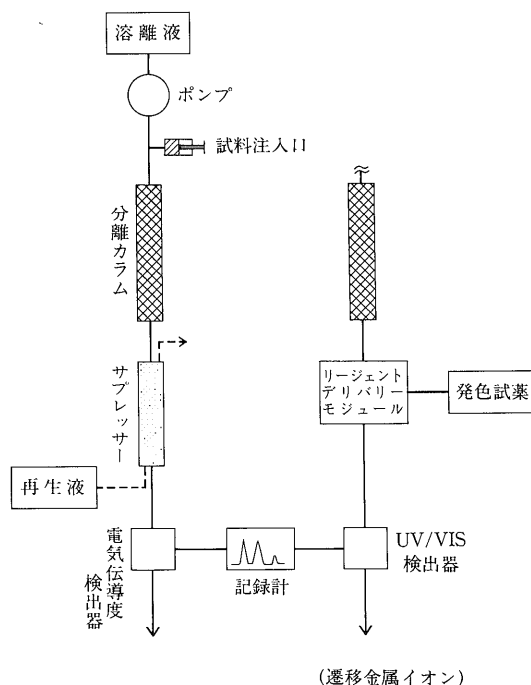 溶離液
ポンプ
試料注入口
分離カラム
サプレッサー
リージェント
デリバリー
モジュール
発色試薬
再生液
電気伝導度
検出器
記録計
UV/VIS
検出器
(遷移金属イオン)